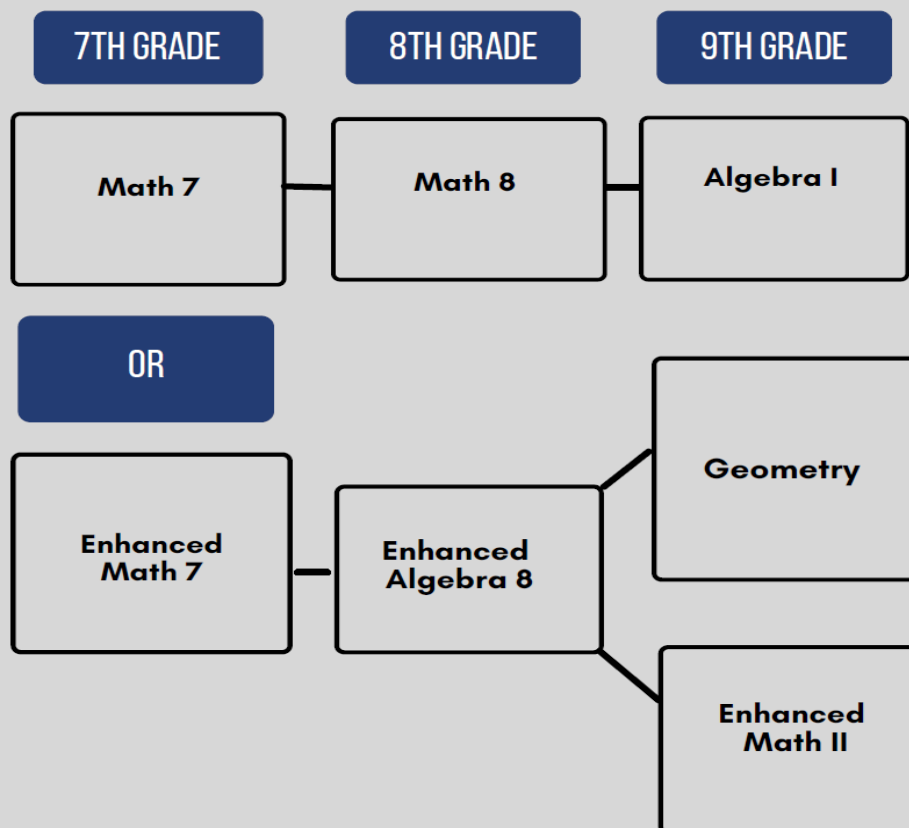 7TH GRADE
8TH GRADE
9TH GRADE
Math 7
Math 8
Algebra I
OR
Enhanced
Math 7
Enhanced
Algebra 8
Geometry
Enhanced
Math II